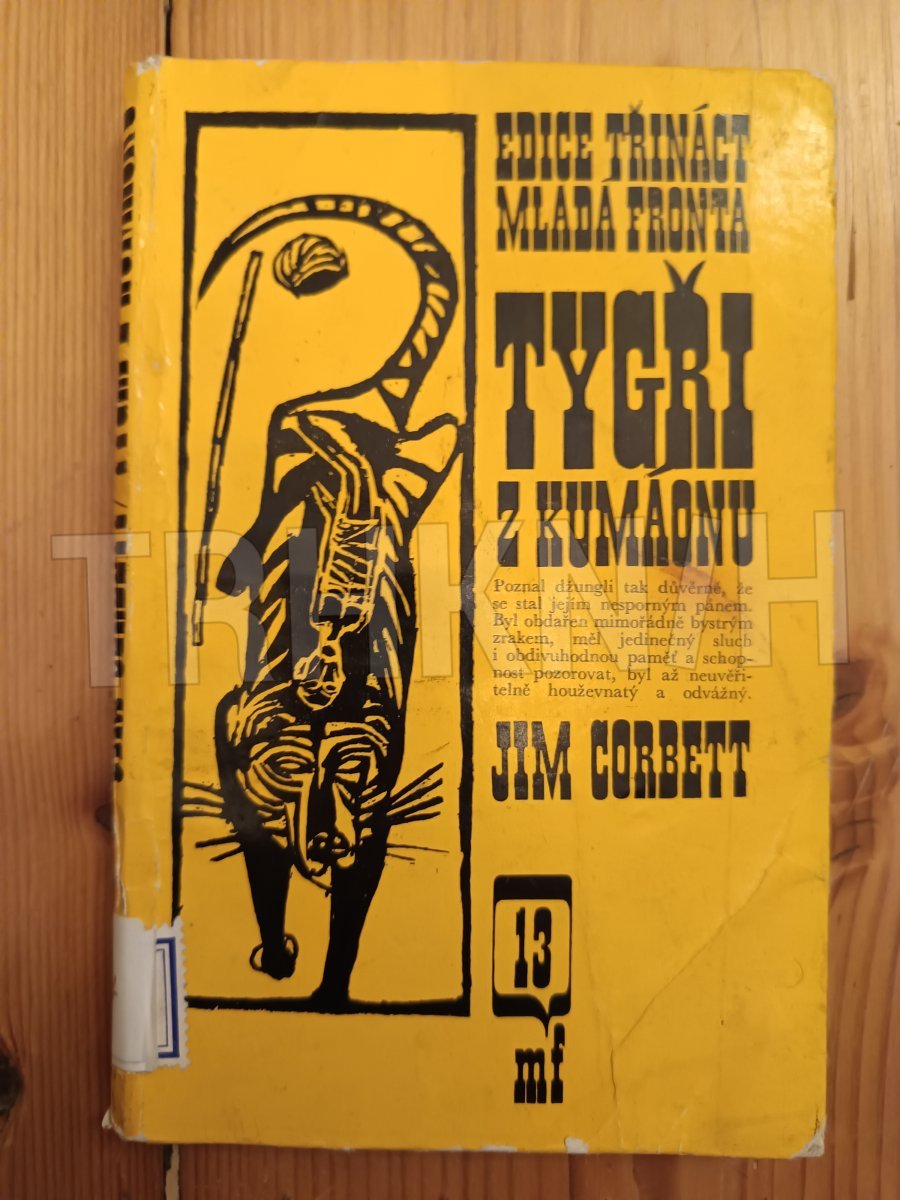 EDICE TŘINÁCT
MLADÁ FRONTA
TYGŘI
Z KUMÁONU
Poznal džungli tak důvěrně, že
se stal jejím nesporným pánem.
Byl obdařen mimořádně bystrým
zrakem, měl jedinečný sluch
i obdivuhodnou paměť a schop-
nost pozorovat, byl až neuvěři-
telně houževnatý a odvážný.
JIM CORBETT
13
mf